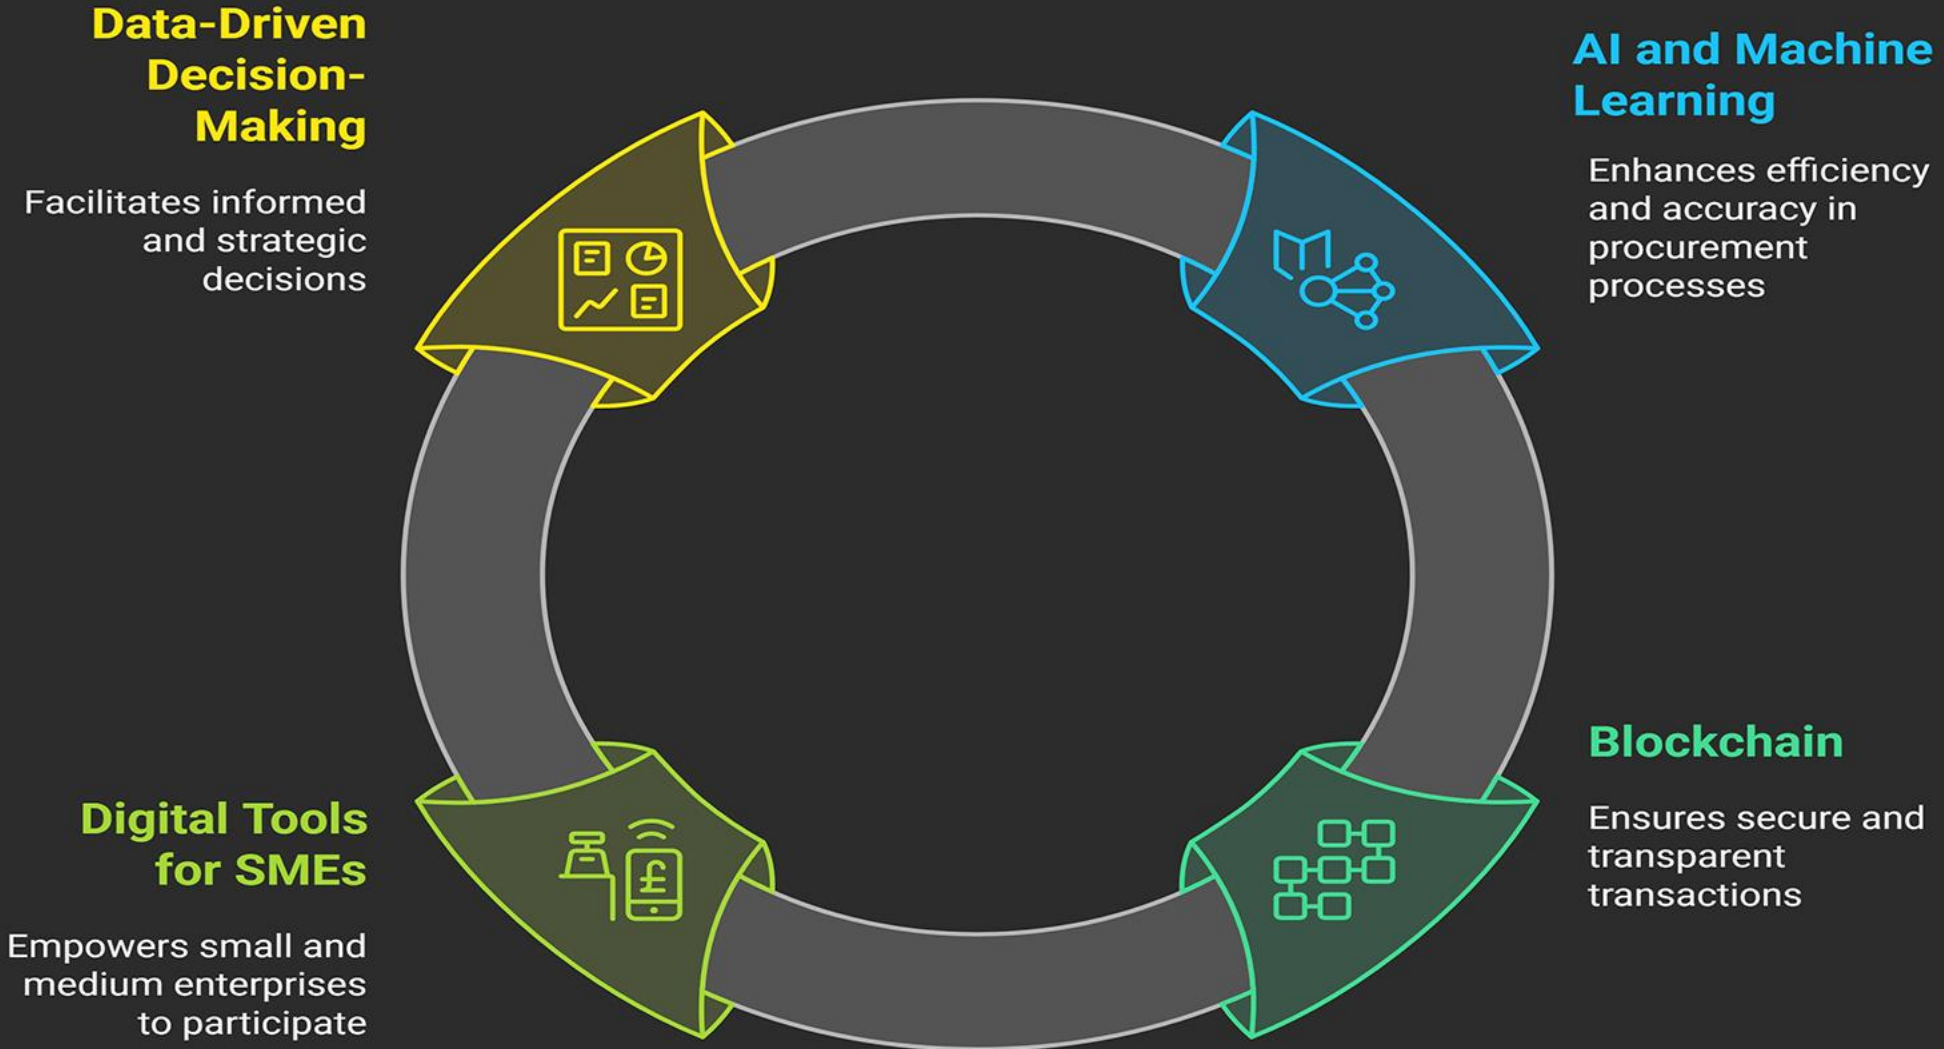 Data-Driven
Decision-
Making
Facilitates informed
and strategic
decisions
AI and Machine
Learning
Enhances efficiency
and accuracy in
procurement
processes
Digital Tools
for SMEs
Empowers small and
medium enterprises
to participate
£
Blockchain
Ensures secure and
transparent
transactions